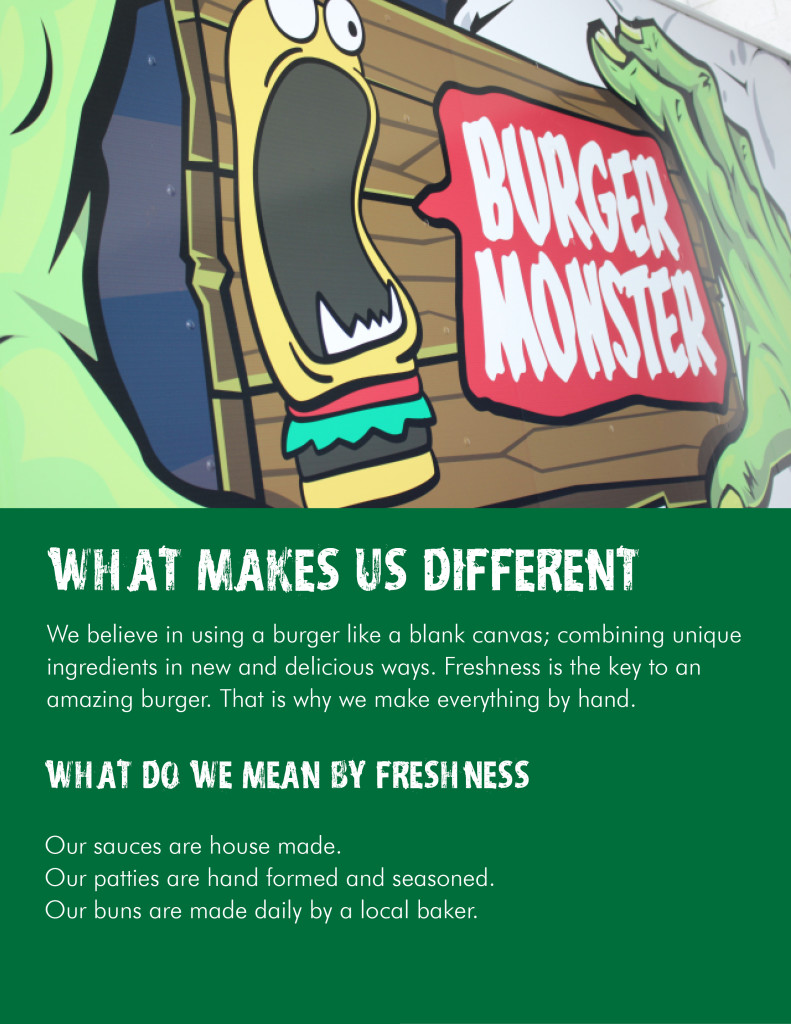 BURGER
MONSTER
WHAT MAKES US DIFFERENT
We believe in using a burger like a blank canvas; combining unique
ingredients in new and delicious ways. Freshness is the key to an
amazing burger. That is why we make everything by hand.
WHAT DO WE MEAN BY FRESHNESS
Our sauces are house made.
Our patties are hand formed and seasoned.
Our buns are made daily by a local baker.